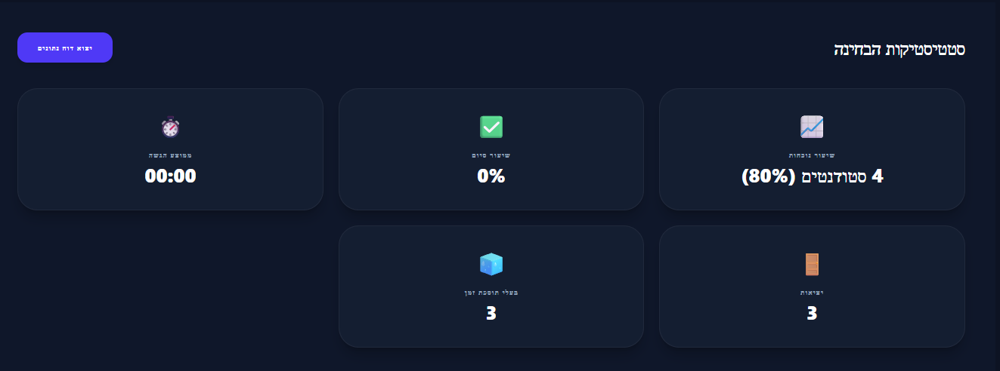 סטטיסטיקות הבחינה
יצוא דוח נתונים
שיעור נוכחות
4 סטודנטים (80%)
שיעור סיום
0%
ממוצע הגשה
00:00
יציאות
3
בעלי תוספת זמן
3